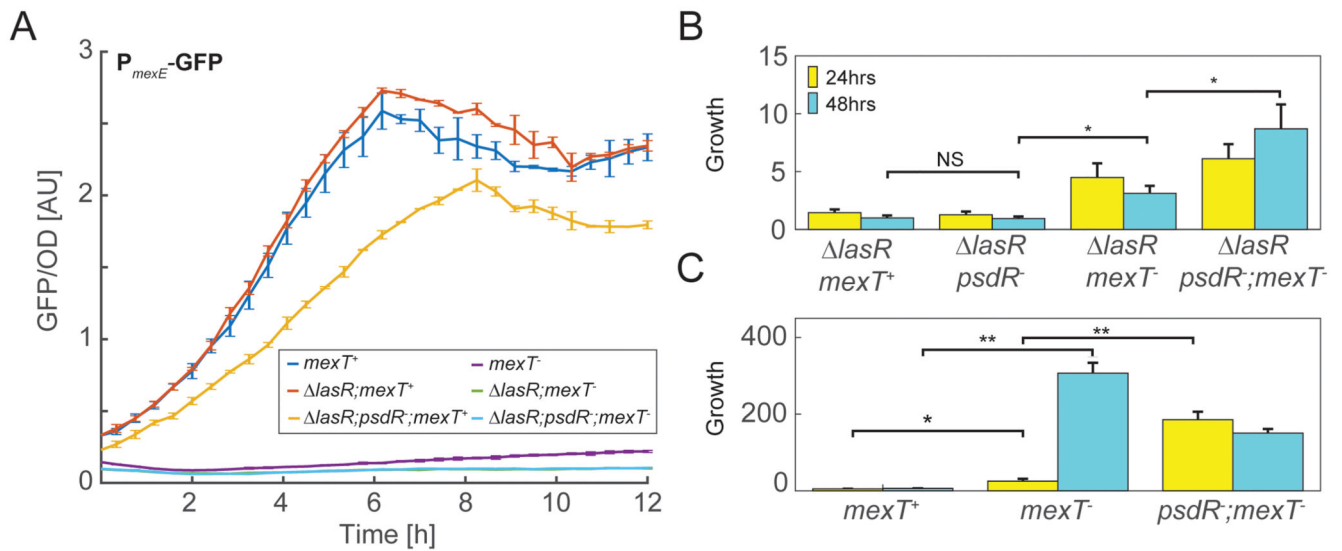 A
P_mexE-GFP
3
2
1
0
GFP/OD [AU]
2
4
6
8
10
12
Time [h]
mexT⁺
ΔlasR;mexT⁺
ΔlasR;psdR⁻;mexT⁺
mexT⁻
ΔlasR;mexT⁻
ΔlasR;psdR⁻;mexT⁻
B
24hrs
48hrs
15
10
5
0
Growth
NS
*
*
ΔlasR
mexT⁺
ΔlasR
psdR⁻
ΔlasR
mexT⁻
ΔlasR
psdR⁻;mexT⁻
C
400
200
0
Growth
*
**
**
mexT⁺
mexT⁻
psdR⁻;mexT⁻